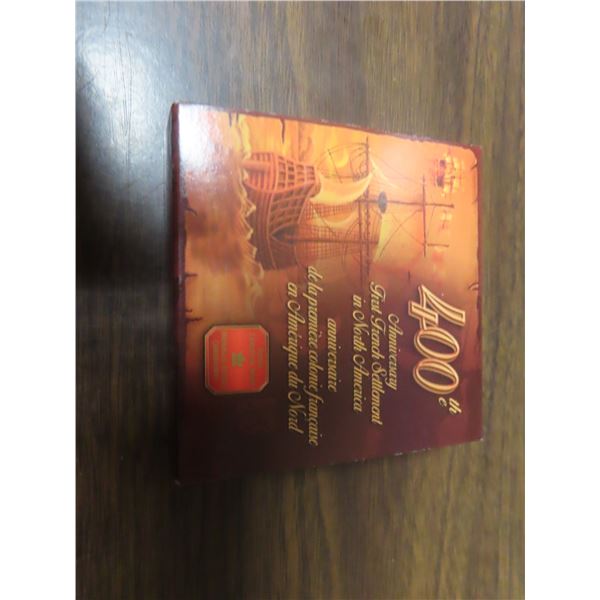 400th
e
Anniversary
First French Settlement
in North America
anniversaire
de la première colonie française
en Amérique du Nord